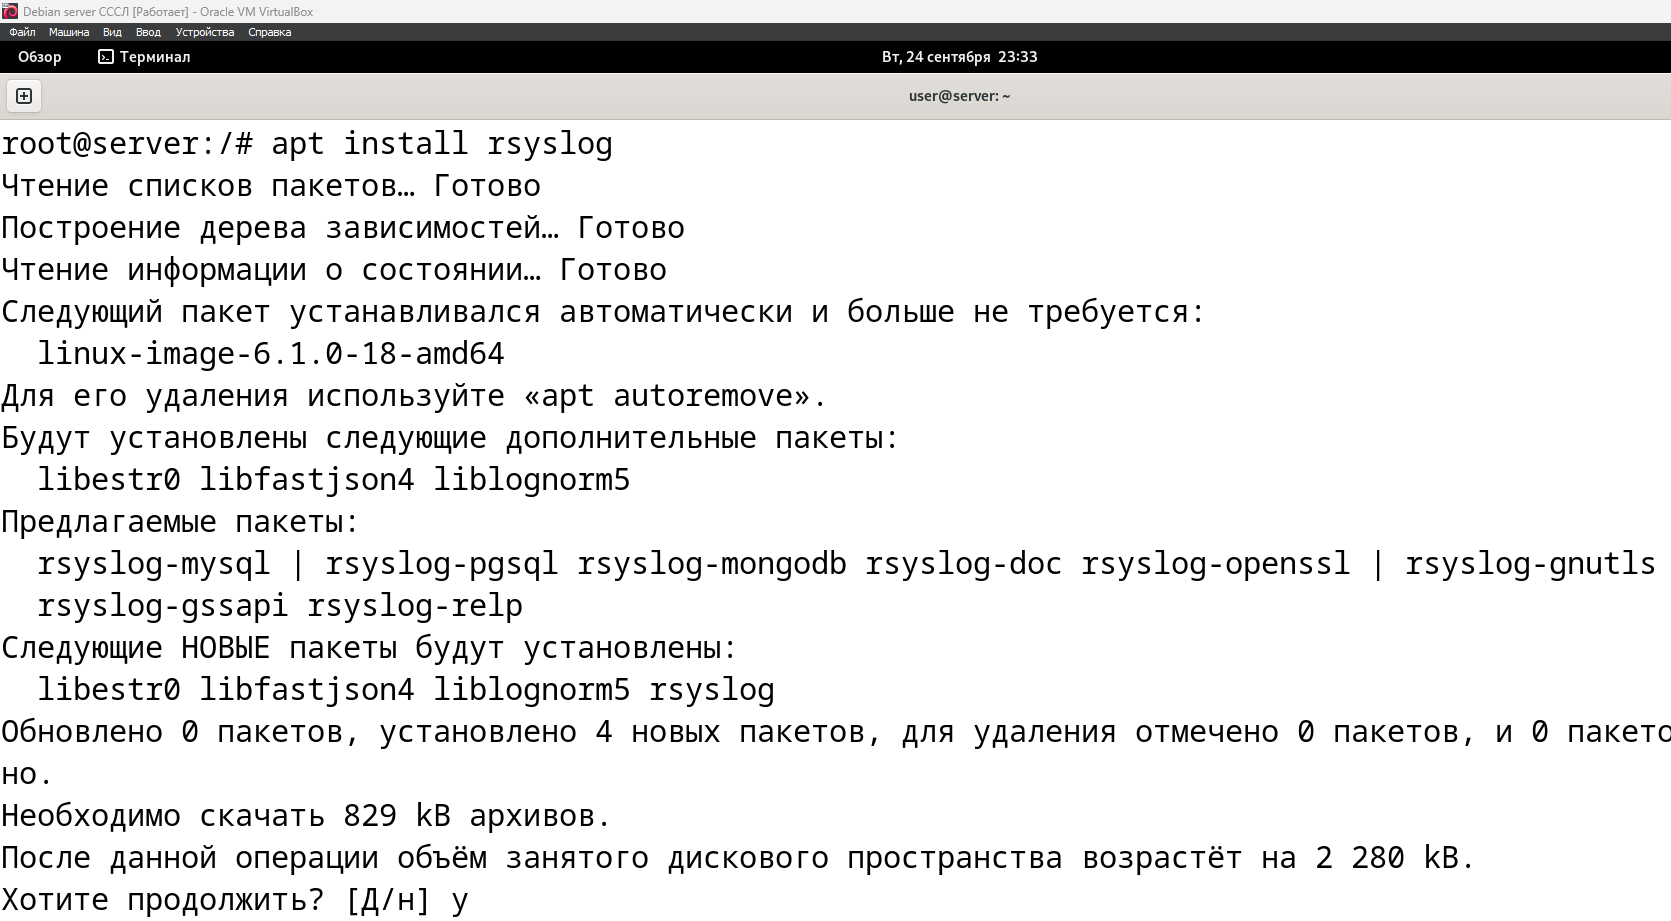 Debian server СССЛ [Работает] - Oracle VM VirtualBox
Файл Машина Вид Ввод Устройства Справка
Обзор Терминал Вт, 24 сентября 23:33
user@server: ~
root@server:/# apt install rsyslog
Чтение списков пакетов… Готово
Построение дерева зависимостей… Готово
Чтение информации о состоянии… Готово
Следующий пакет устанавливался автоматически и больше не требуется:
linux-image-6.1.0-18-amd64
Для его удаления используйте «apt autoremove».
Будут установлены следующие дополнительные пакеты:
libestr0 libfastjson4 liblognorm5
Предлагаемые пакеты:
rsyslog-mysql | rsyslog-pgsql rsyslog-mongodb rsyslog-doc rsyslog-openssl | rsyslog-gnutls
rsyslog-gssapi rsyslog-relp
Следующие НОВЫЕ пакеты будут установлены:
libestr0 libfastjson4 liblognorm5 rsyslog
Обновлено 0 пакетов, установлено 4 новых пакетов, для удаления отмечено 0 пакетов, и 0 пакето
но.
Необходимо скачать 829 kB архивов.
После данной операции объём занятого дискового пространства возрастёт на 2 280 kB.
Хотите продолжить? [Д/н] y